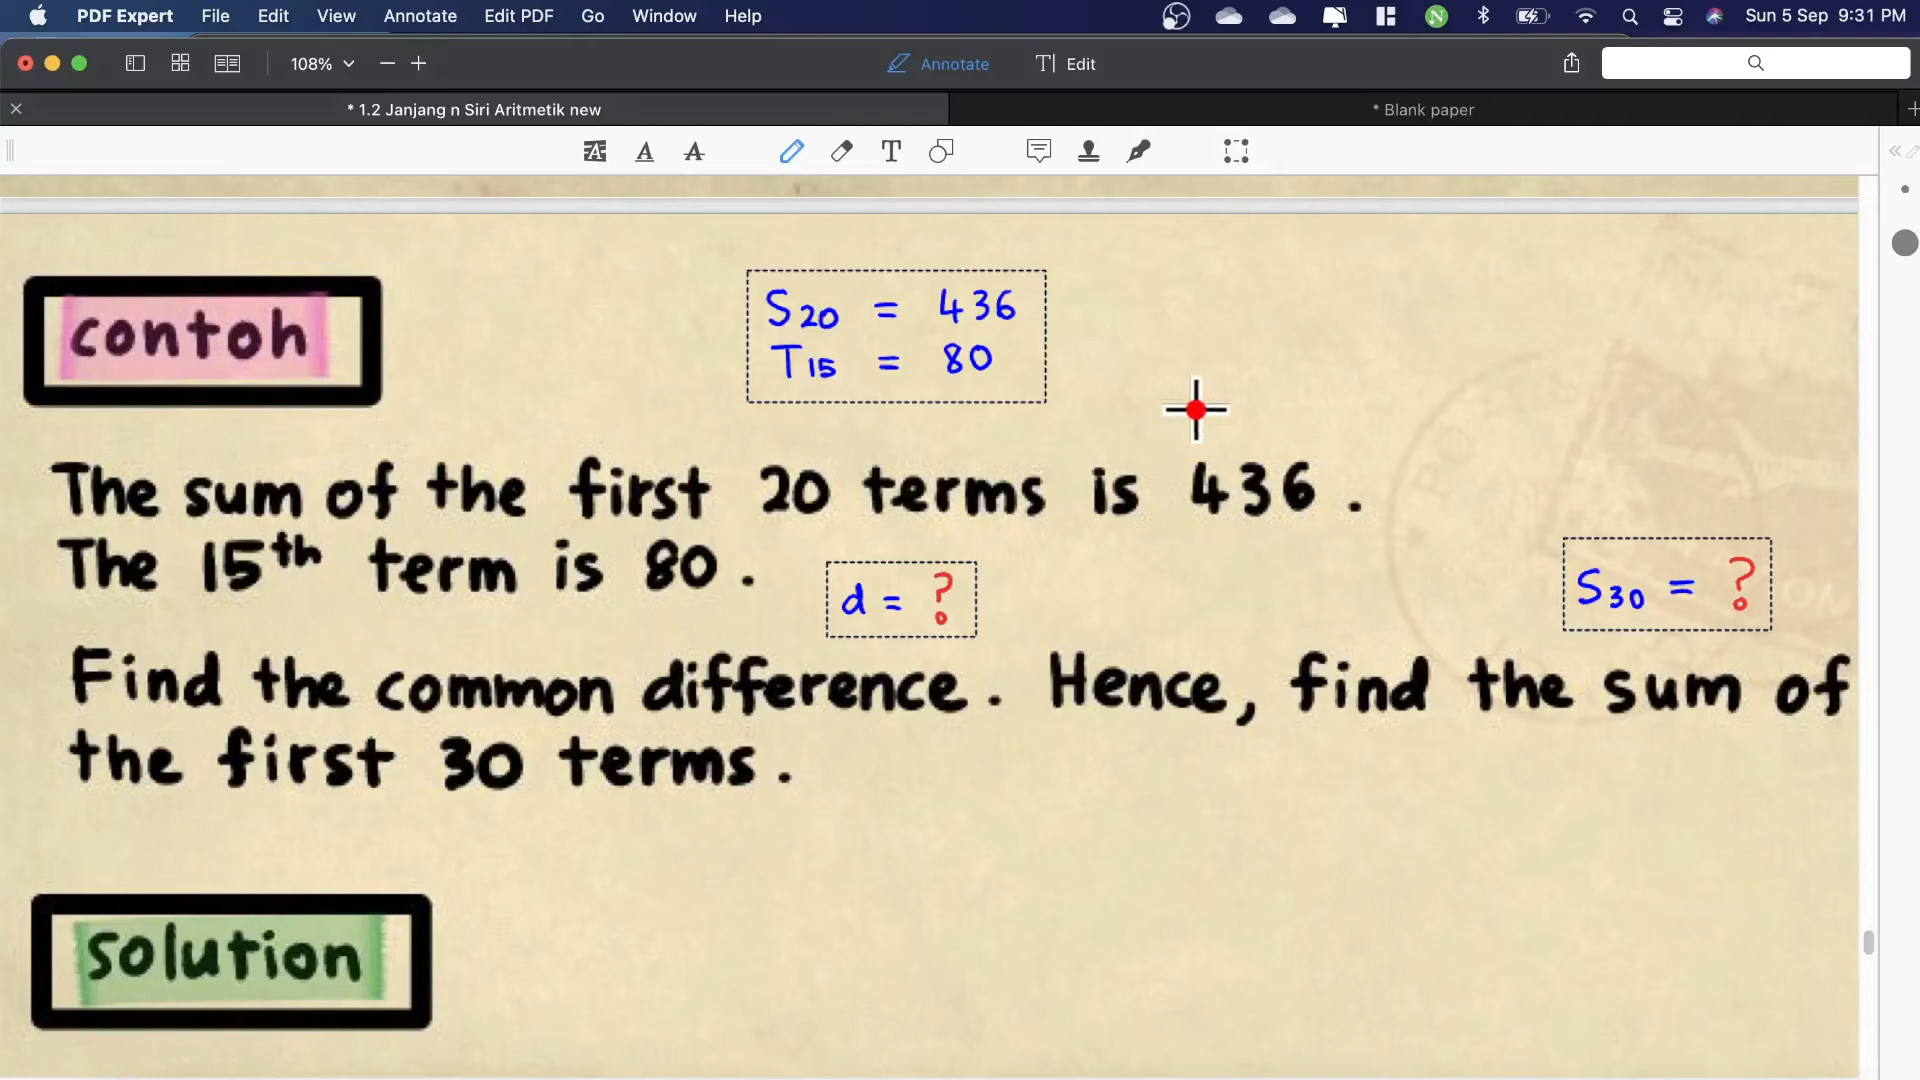 PDF Expert File Edit View Annotate Edit PDF Go Window Help Sun 5 Sep 9:31 PM
108% Annotate Edit
* 1.2 Janjang n Siri Aritmetik new * Blank paper
contoh
S20 = 436
T15 = 80
The sum of the first 20 terms is 436.
The 15th term is 80.
d = ?
S30 = ?
Find the common difference. Hence, find the sum of
the first 30 terms.
solution